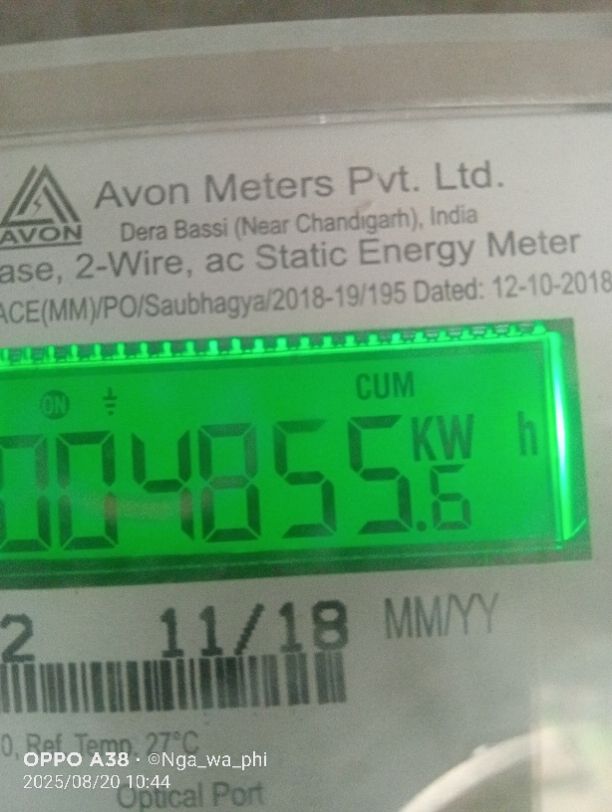 Avon Meters Pvt. Ltd.
AVON
Dera Bassi (Near Chandigarh), India
ase, 2-Wire, ac Static Energy Meter
ACE(MM)/PO/Saubhagya/2018-19/195 Dated: 12-10-2018
ON
CUM
004855.6 KW h
2 11/18 MM/YY
0, Ref. Temp. 27°C
OPPO A38 · ©Nga_wa_phi
2025/08/20 10:44
Optical Port